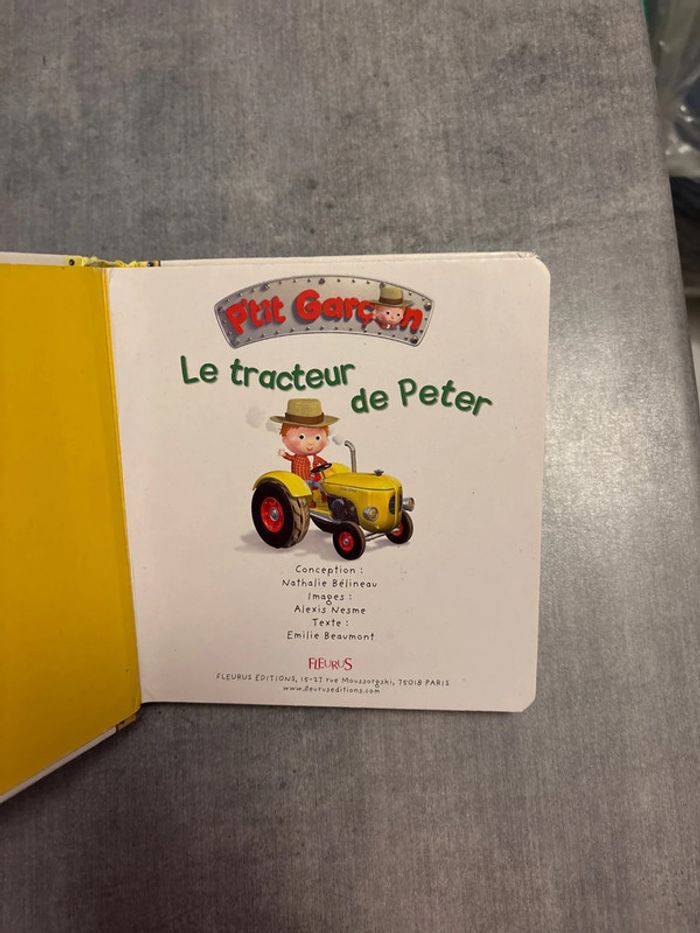 P'tit Garçon
Le tracteur
de Peter
Conception :
Nathalie Bélineau
Images :
Alexis Nesme
Texte :
Emilie Beaumont
FLEURUS
FLEURUS ÉDITIONS, 15-27 rue Moussorgski, 75018 PARIS
www.fleuruseditions.com